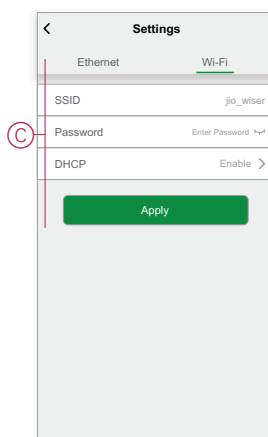 Settings
Ethernet Wi-Fi
SSID jio_wiser
C
Password Enter Password
DHCP Enable
Apply